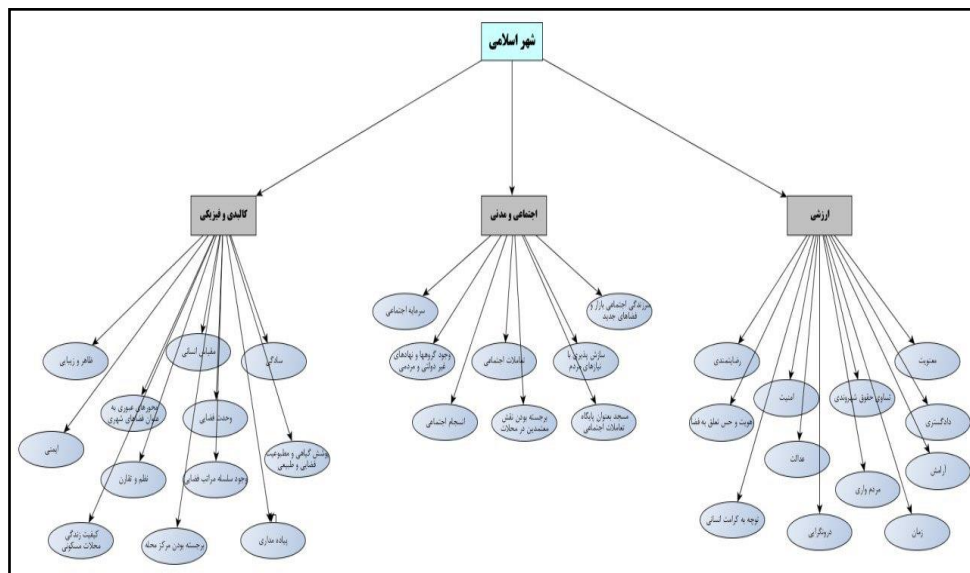 شهر اسلامی
ارزشی
اجتماعی و مدنی
کالبدی و فیزیکی
معنویت
رضایتمندی
امنیت
تساوی حقوق شهروندی
دادگستری
هویت و حس تعلق به فضا
عدالت
آرامش
مردم واری
توجه به کرامت انسانی
درونگرایی
زمان
سرزندگی اجتماعی بازار و
فضاهای جدید
سرمایه اجتماعی
سازش پذیری با
نیازهای مردم
تعاملات اجتماعی
وجود گروهها و نهادهای
غیر دولتی و مردمی
مسجد بعنوان پایگاه
تعاملات اجتماعی
برجسته بودن نقش
معتمدین در محلات
انسجام اجتماعی
سادگی
مقیاس انسانی
ظاهر و زیبایی
وحدت فضایی
محورهای عبوری به
عنوان فضاهای شهری
ایمنی
پوشش گیاهی و مطبوعیت
فضایی و طبیعی
وجود سلسله مراتب فضایی
نظم و تقارن
پیاده مداری
برجسته بودن مرکز محله
کیفیت زندگی
محلات مسکونی